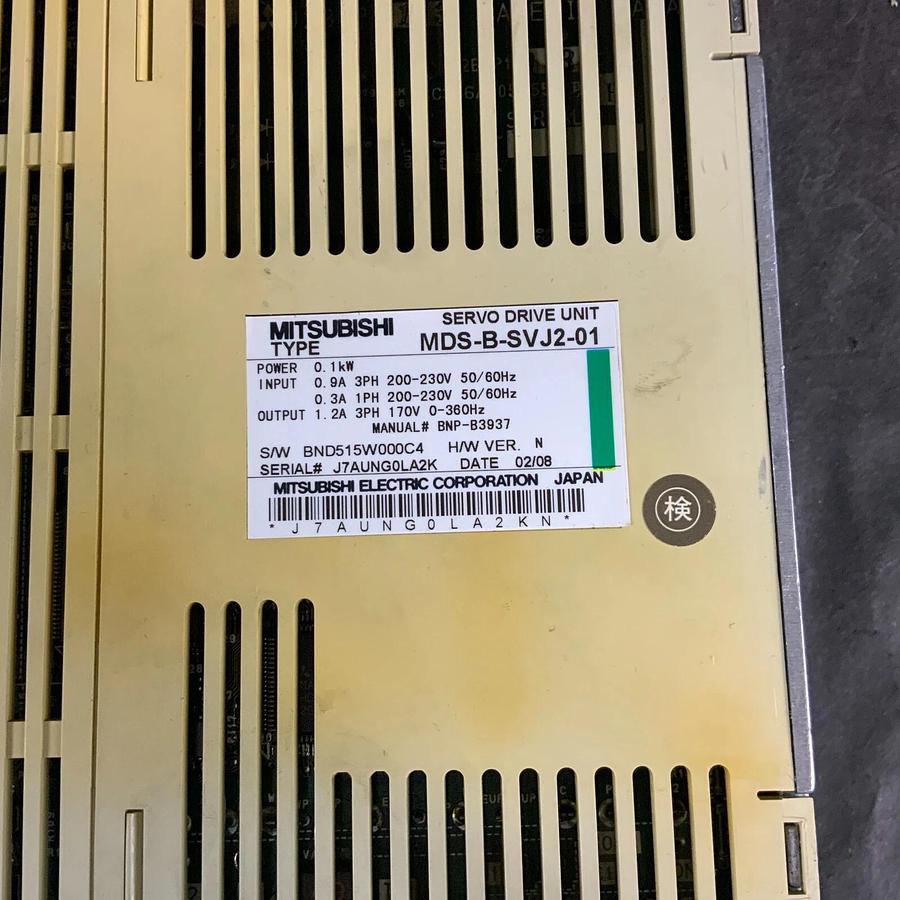 SERVO DRIVE UNIT
MITSUBISHI
TYPE MDS-B-SVJ2-01
POWER 0.1kW
INPUT 0.9A 3PH 200-230V 50/60Hz
0.3A 1PH 200-230V 50/60Hz
OUTPUT 1.2A 3PH 170V 0-360Hz
MANUAL# BNP-B3937
S/W BND515W000C4 H/W VER. N
SERIAL# J7AUNG0LA2K DATE 02/08
MITSUBISHI ELECTRIC CORPORATION JAPAN
*J7AUNG0LA2KN*
検